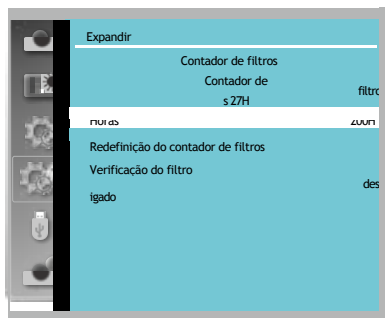 Expandir
Contador de filtros
Contador de
filtro
s 27H
Horas 200H
Redefinição do contador de filtros
Verificação do filtro
des
igado